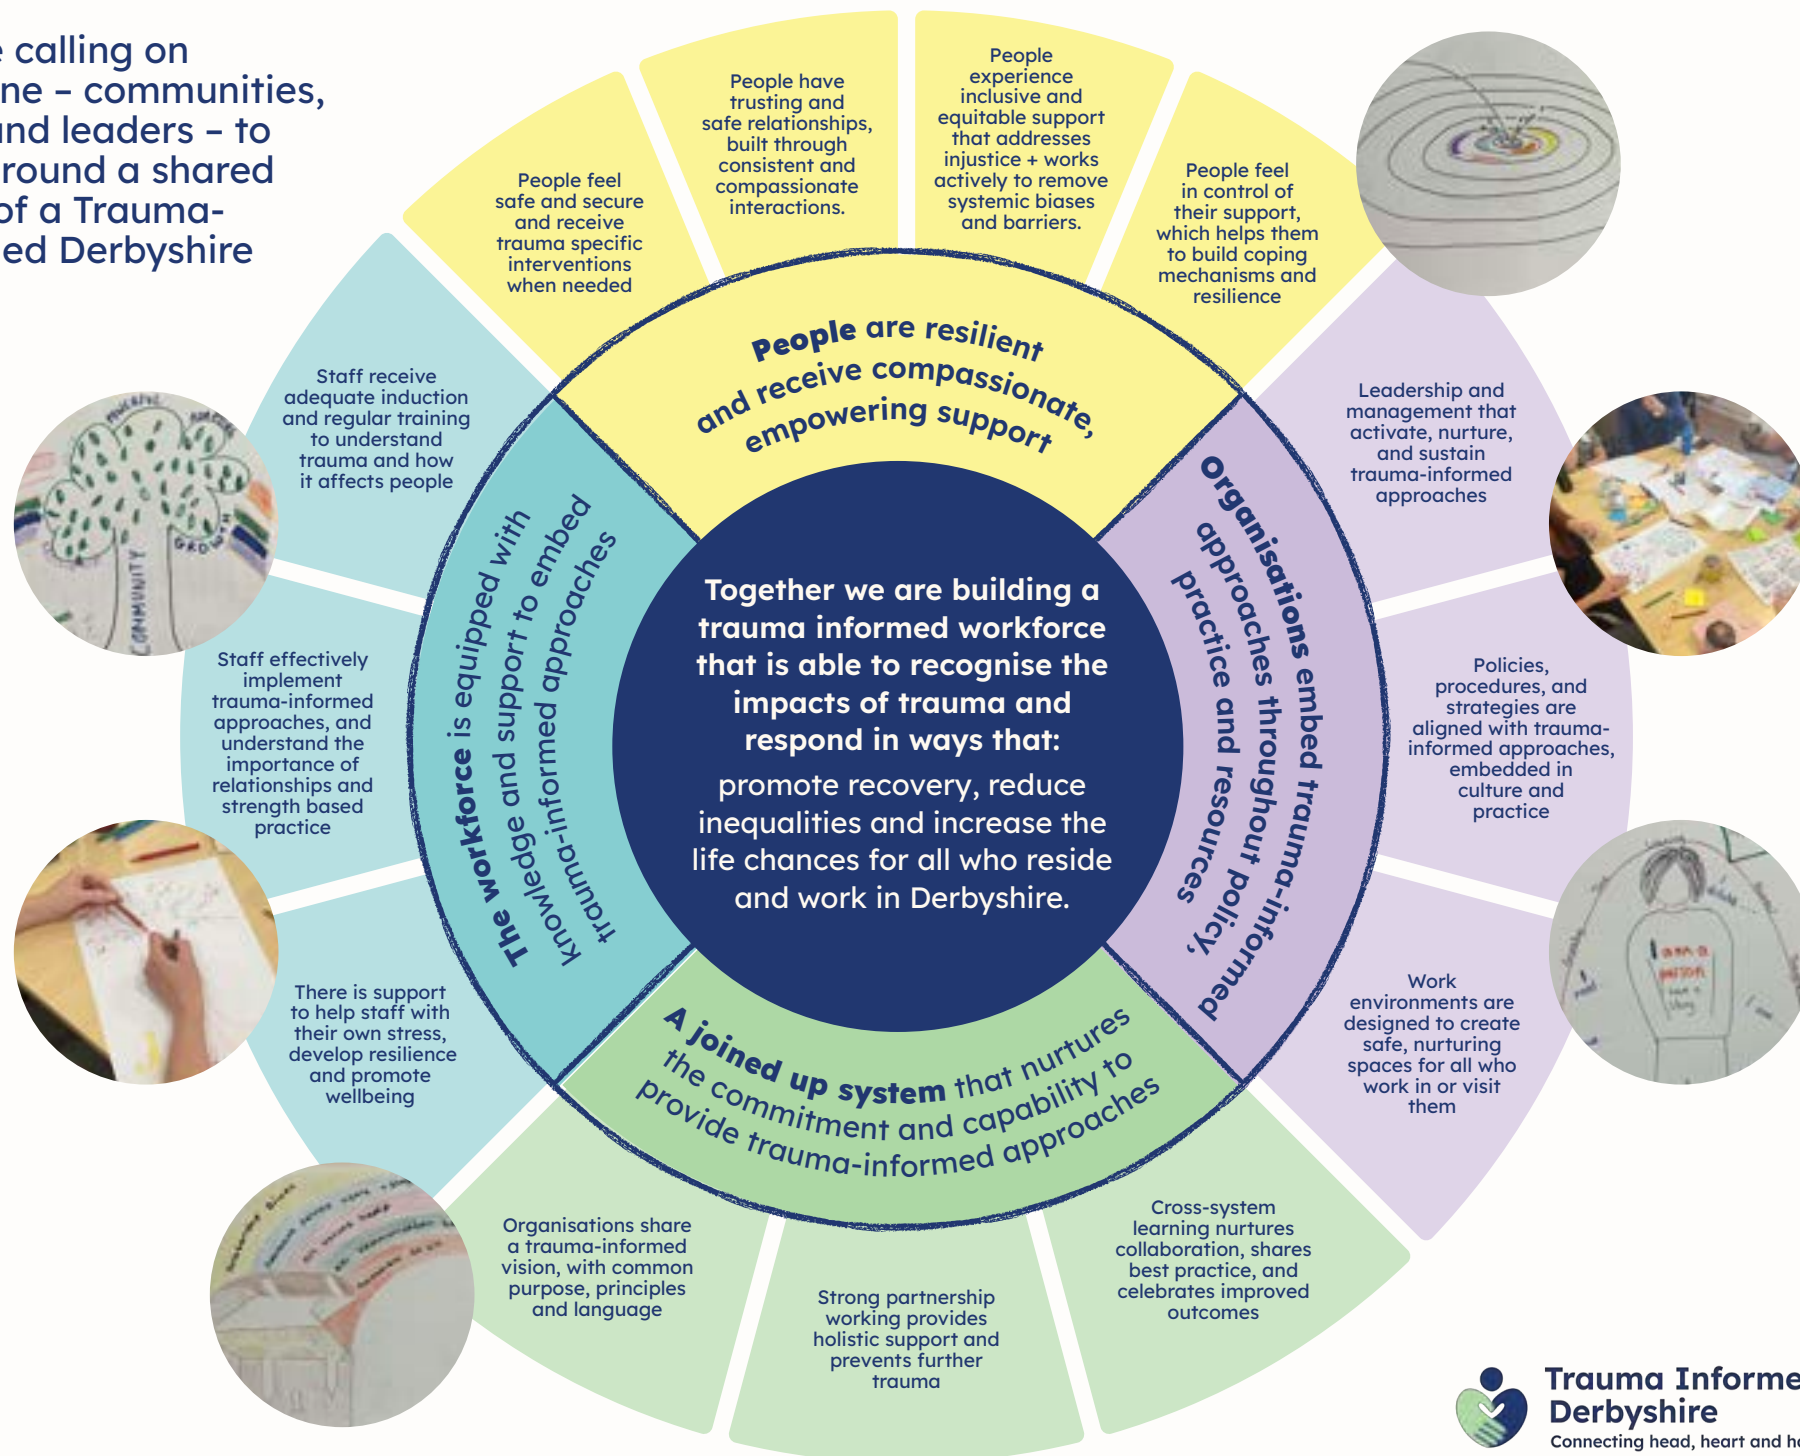 e calling on
ne – communities,
and leaders – to
round a shared
of a Trauma-
ed Derbyshire
People feel
safe and secure
and receive
trauma specific
interventions
when needed
People have
trusting and
safe relationships,
built through
consistent and
compassionate
interactions.
People
experience
inclusive and
equitable support
that addresses
injustice + works
actively to remove
systemic biases
and barriers.
People feel
in control of
their support,
which helps them
to build coping
mechanisms and
resilience
People are resilient
and receive compassionate,
empowering support
Leadership and
management that
activate, nurture,
and sustain
trauma-informed
approaches
Policies,
procedures, and
strategies are
aligned with trauma-
informed approaches,
embedded in
culture and
practice
Work
environments are
designed to create
safe, nurturing
spaces for all who
work in or visit
them
Organisations embed trauma-informed
approaches throughout policy,
practice and resources
Staff receive
adequate induction
and regular training
to understand
trauma and how
it affects people
Staff effectively
implement
trauma-informed
approaches, and
understand the
importance of
relationships and
strength based
practice
There is support
to help staff with
their own stress,
develop resilience
and promote
wellbeing
The workforce is equipped with
knowledge and support to embed
trauma-informed approaches
Together we are building a
trauma informed workforce
that is able to recognise the
impacts of trauma and
respond in ways that:
promote recovery, reduce
inequalities and increase the
life chances for all who reside
and work in Derbyshire.
A joined up system that nurtures
the commitment and capability to
provide trauma-informed approaches
Organisations share
a trauma-informed
vision, with common
purpose, principles
and language
Strong partnership
working provides
holistic support and
prevents further
trauma
Cross-system
learning nurtures
collaboration, shares
best practice, and
celebrates improved
outcomes
COMMUNITY
GROWTH
I am a
person
Trauma Informe
Derbyshire
Connecting head, heart and ha